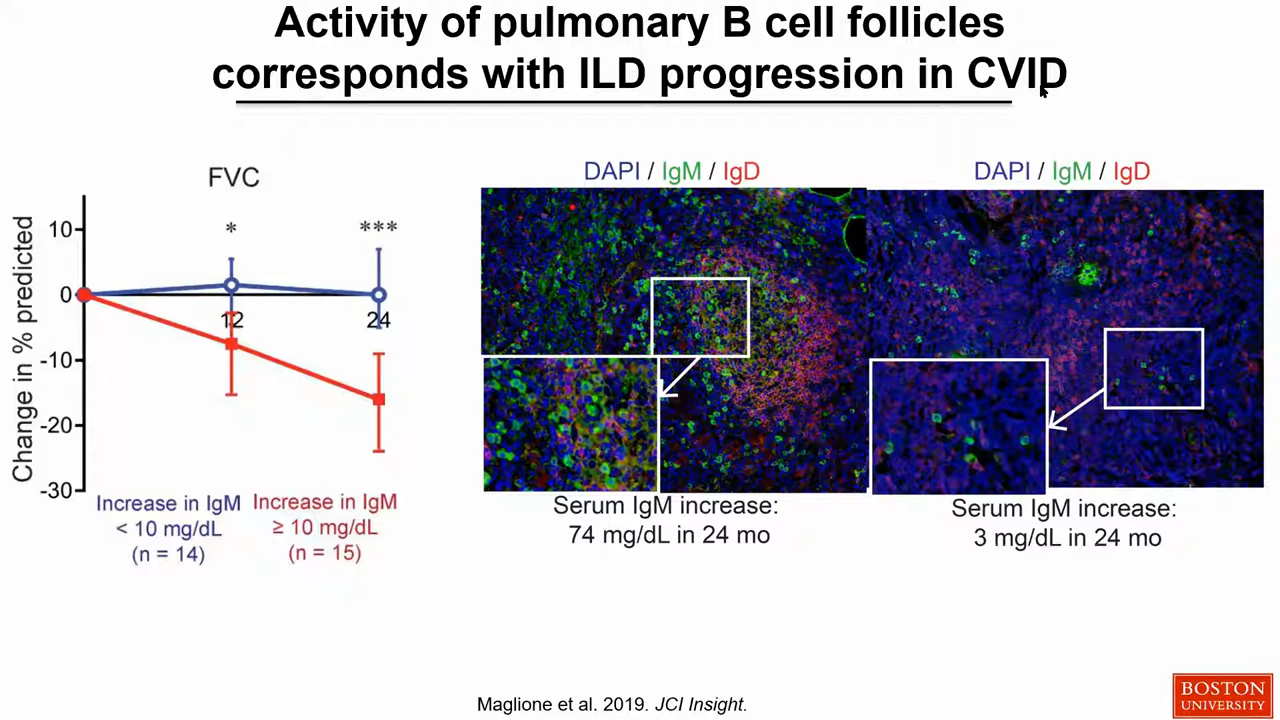 Activity of pulmonary B cell follicles
corresponds with ILD progression in CVID
FVC
Change in % predicted
10
0
-10
-20
-30
*
***
12
24
Increase in IgM
< 10 mg/dL
(n = 14)
Increase in IgM
≥ 10 mg/dL
(n = 15)
DAPI / IgM / IgD
Serum IgM increase:
74 mg/dL in 24 mo
DAPI / IgM / IgD
Serum IgM increase:
3 mg/dL in 24 mo
Maglione et al. 2019. JCI Insight.
BOSTON
UNIVERSITY